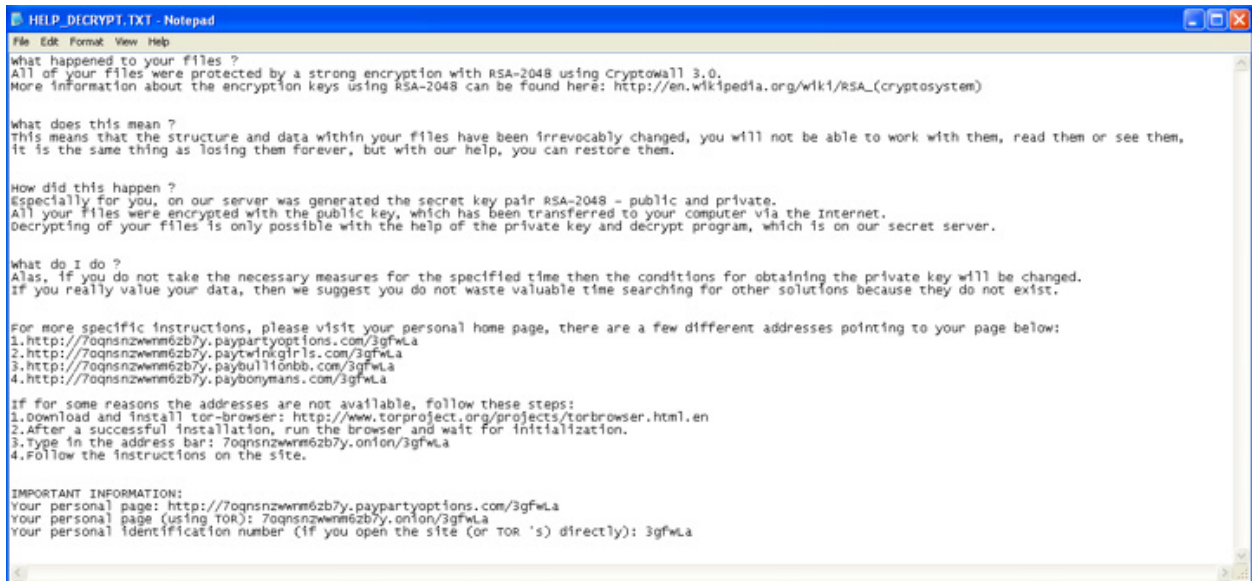 HELP_DECRYPT.TXT - Notepad
File Edit Format View Help
What happened to your files ?
All of your files were protected by a strong encryption with RSA-2048 using CryptoWall 3.0.
More information about the encryption keys using RSA-2048 can be found here: http://en.wikipedia.org/wiki/RSA_(cryptosystem)
What does this mean ?
This means that the structure and data within your files have been irrevocably changed, you will not be able to work with them, read them or see them,
it is the same thing as losing them forever, but with our help, you can restore them.
How did this happen ?
Especially for you, on our server was generated the secret key pair RSA-2048 - public and private.
All your files were encrypted with the public key, which has been transferred to your computer via the Internet.
Decrypting of your files is only possible with the help of the private key and decrypt program, which is on our secret server.
What do I do ?
Alas, if you do not take the necessary measures for the specified time then the conditions for obtaining the private key will be changed.
If you really value your data, then we suggest you do not waste valuable time searching for other solutions because they do not exist.
For more specific instructions, please visit your personal home page, there are a few different addresses pointing to your page below:
1.http://7oqnsnzwwnm6zb7y.paypartyoptions.com/3gfwLa
2.http://7oqnsnzwwnm6zb7y.paytwinkgirls.com/3gfwLa
3.http://7oqnsnzwwnm6zb7y.paybullionbb.com/3gfwLa
4.http://7oqnsnzwwnm6zb7y.paybonymans.com/3gfwLa
If for some reasons the addresses are not available, follow these steps:
1.Download and install tor-browser: http://www.torproject.org/projects/torbrowser.html.en
2.After a successful installation, run the browser and wait for initialization.
3.Type in the address bar: 7oqnsnzwwnm6zb7y.onion/3gfwLa
4.Follow the instructions on the site.
IMPORTANT INFORMATION:
Your personal page: http://7oqnsnzwwnm6zb7y.paypartyoptions.com/3gfwLa
Your personal page (using TOR): 7oqnsnzwwnm6zb7y.onion/3gfwLa
Your personal identification number (if you open the site (or TOR 's) directly): 3gfwLa